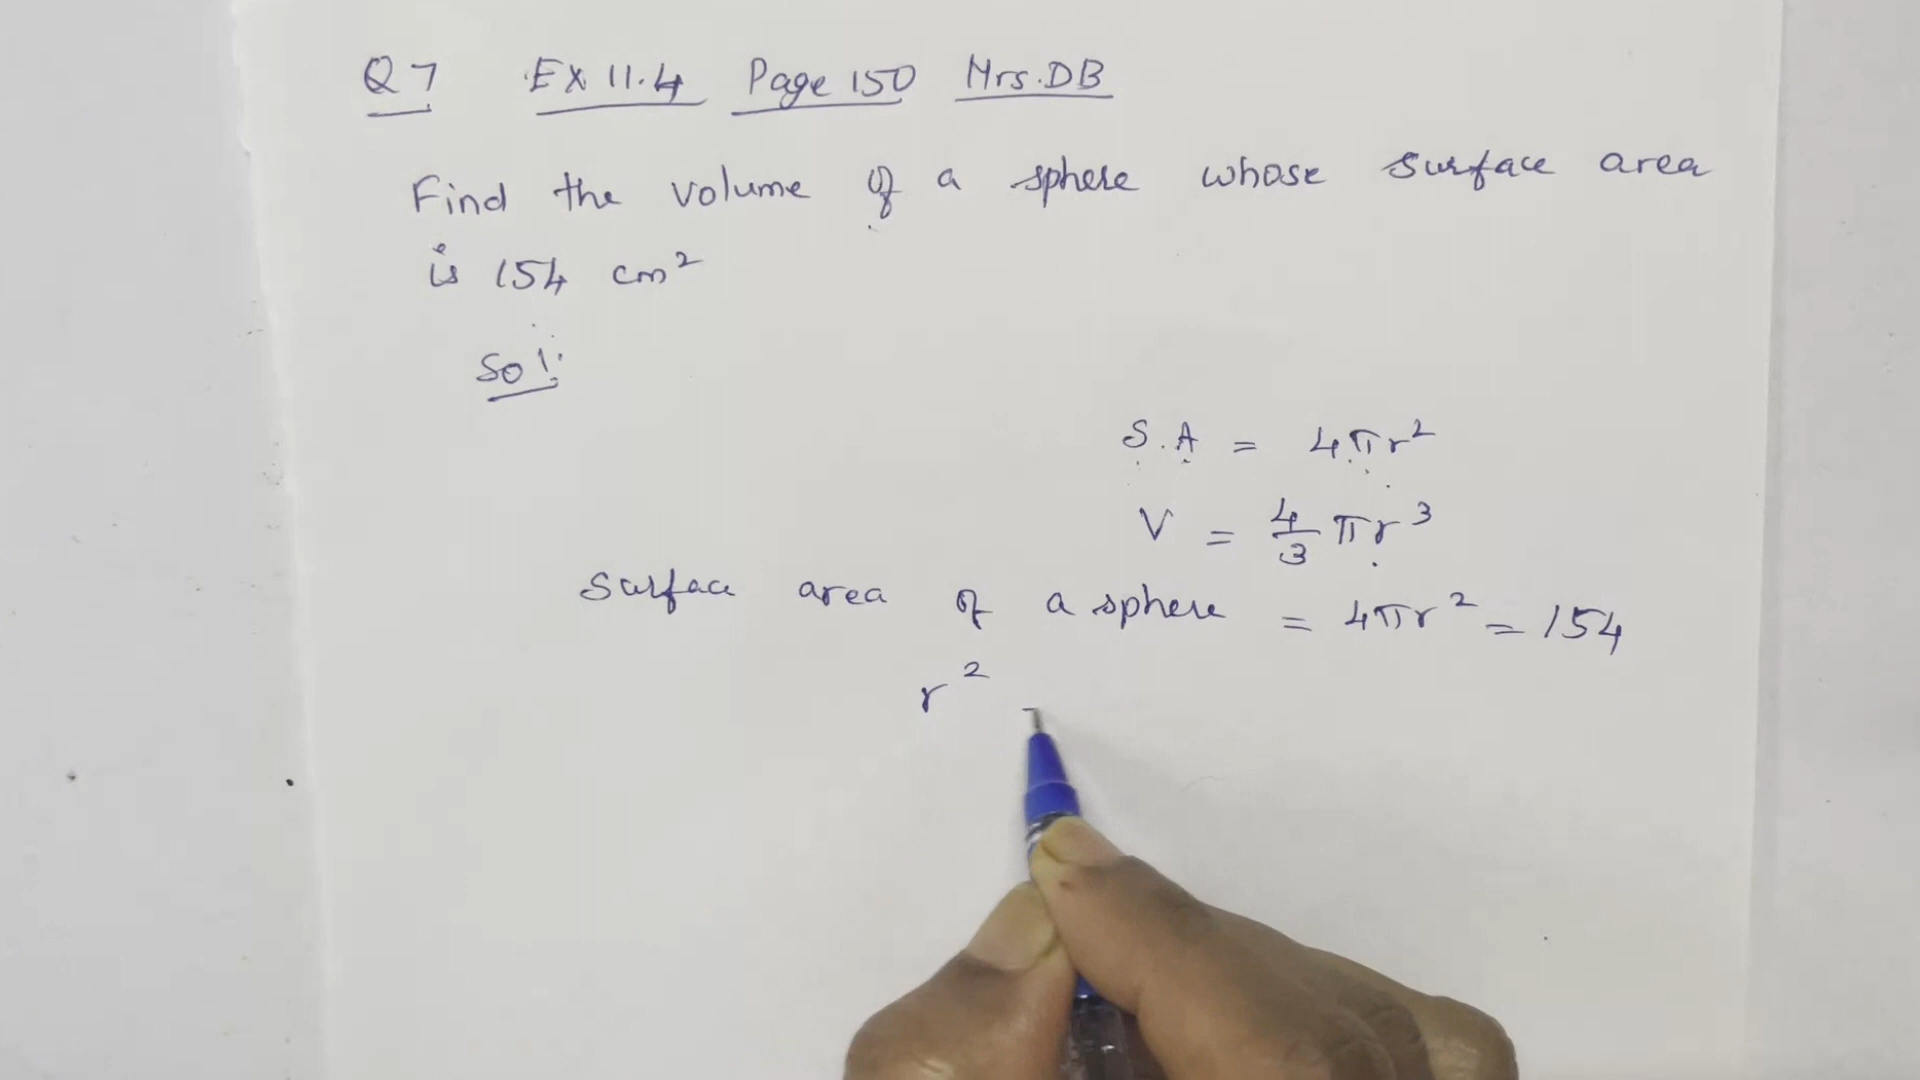 Q7 Ex 11.4 Page 150 Mrs.DB
Find the volume of a sphere whose surface area
is 154 cm²
Sol:
S.A = 4πr²
V = 4/3 πr³
Surface area of a sphere = 4πr² = 154
r²